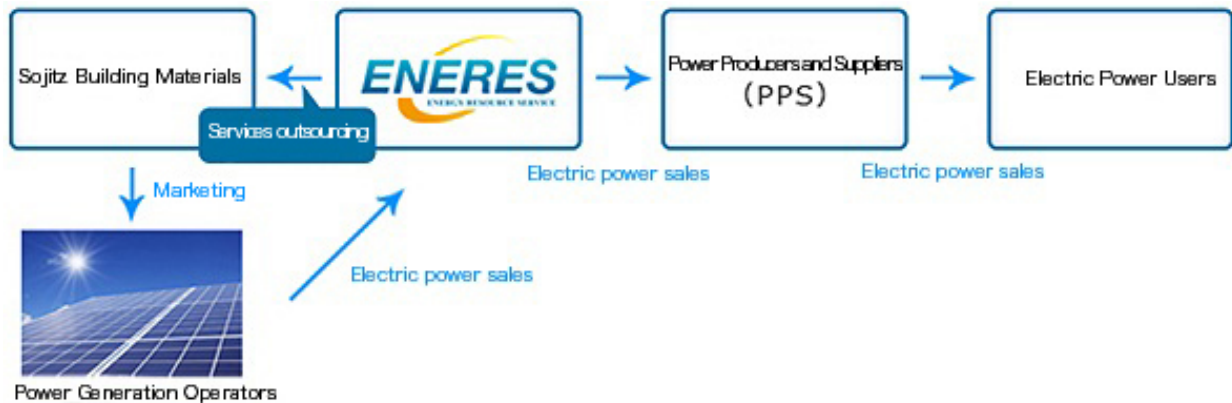 Sojitz Building Materials
ENERES
ENERGY RESOURCE SERVICE
Power Producers and Suppliers
(PPS)
Electric Power Users
Services outsourcing
Electric power sales
Electric power sales
Marketing
Electric power sales
Power Generation Operators